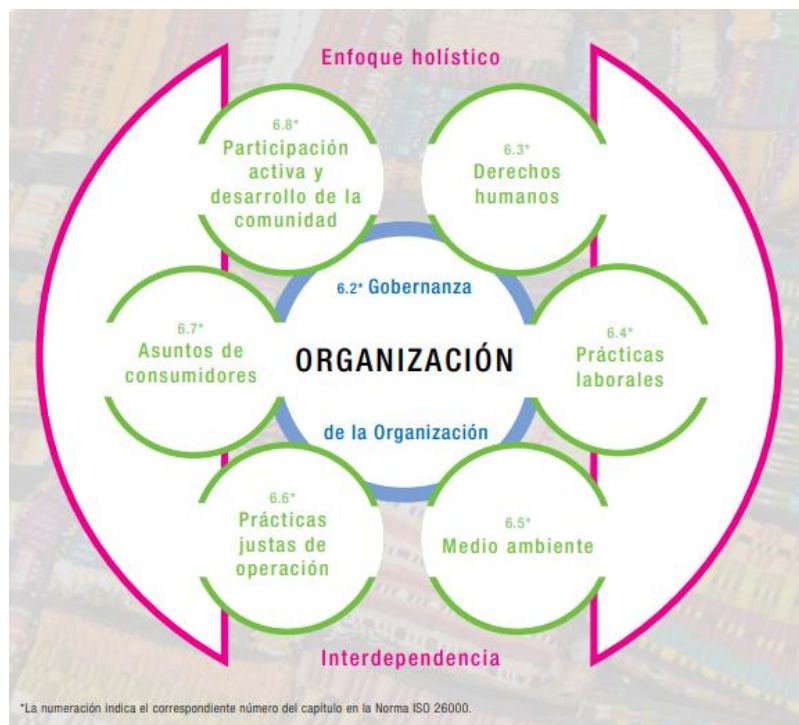 Enfoque holístico
6.8*
Participación
activa y
desarrollo de la
comunidad
6.3*
Derechos
humanos
6.2* Gobernanza
6.7*
Asuntos de
consumidores
ORGANIZACIÓN
6.4*
Prácticas
laborales
de la Organización
6.6*
Prácticas
justas de
operación
6.5*
Medio ambiente
Interdependencia
*La numeración indica el correspondiente número del capítulo en la Norma ISO 26000.